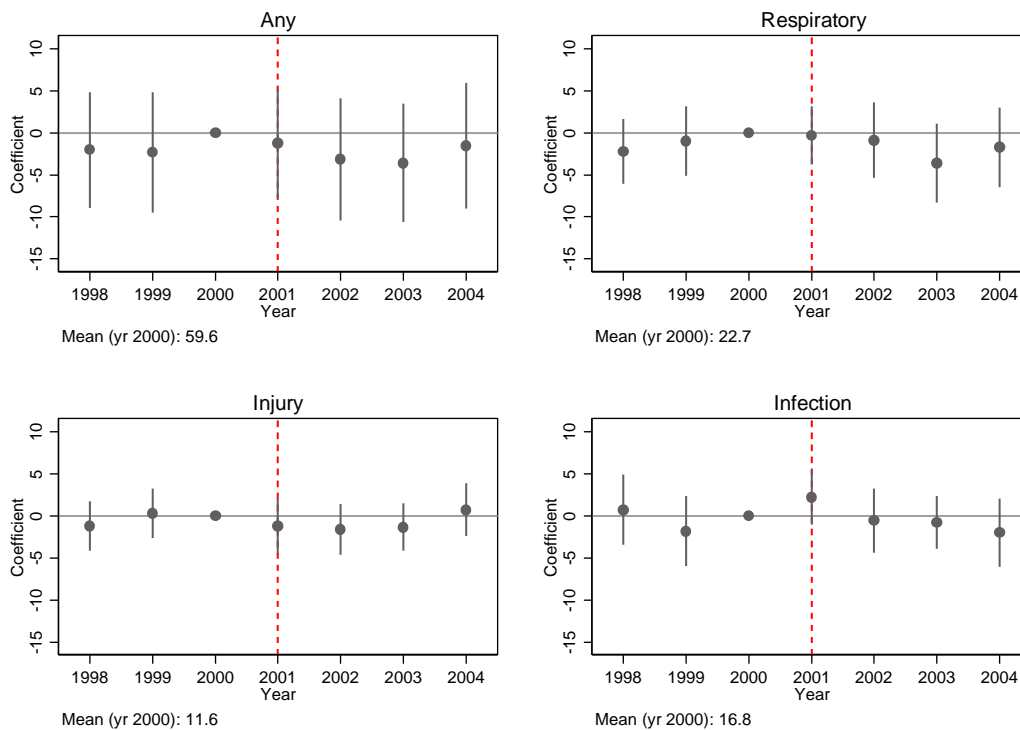 Any
Coefficient
10
5
0
-5
-10
-15
1998 1999 2000 2001 2002 2003 2004
Year
Mean (yr 2000): 59.6
Respiratory
Coefficient
10
5
0
-5
-10
-15
1998 1999 2000 2001 2002 2003 2004
Year
Mean (yr 2000): 22.7
Injury
Coefficient
10
5
0
-5
-10
-15
1998 1999 2000 2001 2002 2003 2004
Year
Mean (yr 2000): 11.6
Infection
Coefficient
10
5
0
-5
-10
-15
1998 1999 2000 2001 2002 2003 2004
Year
Mean (yr 2000): 16.8